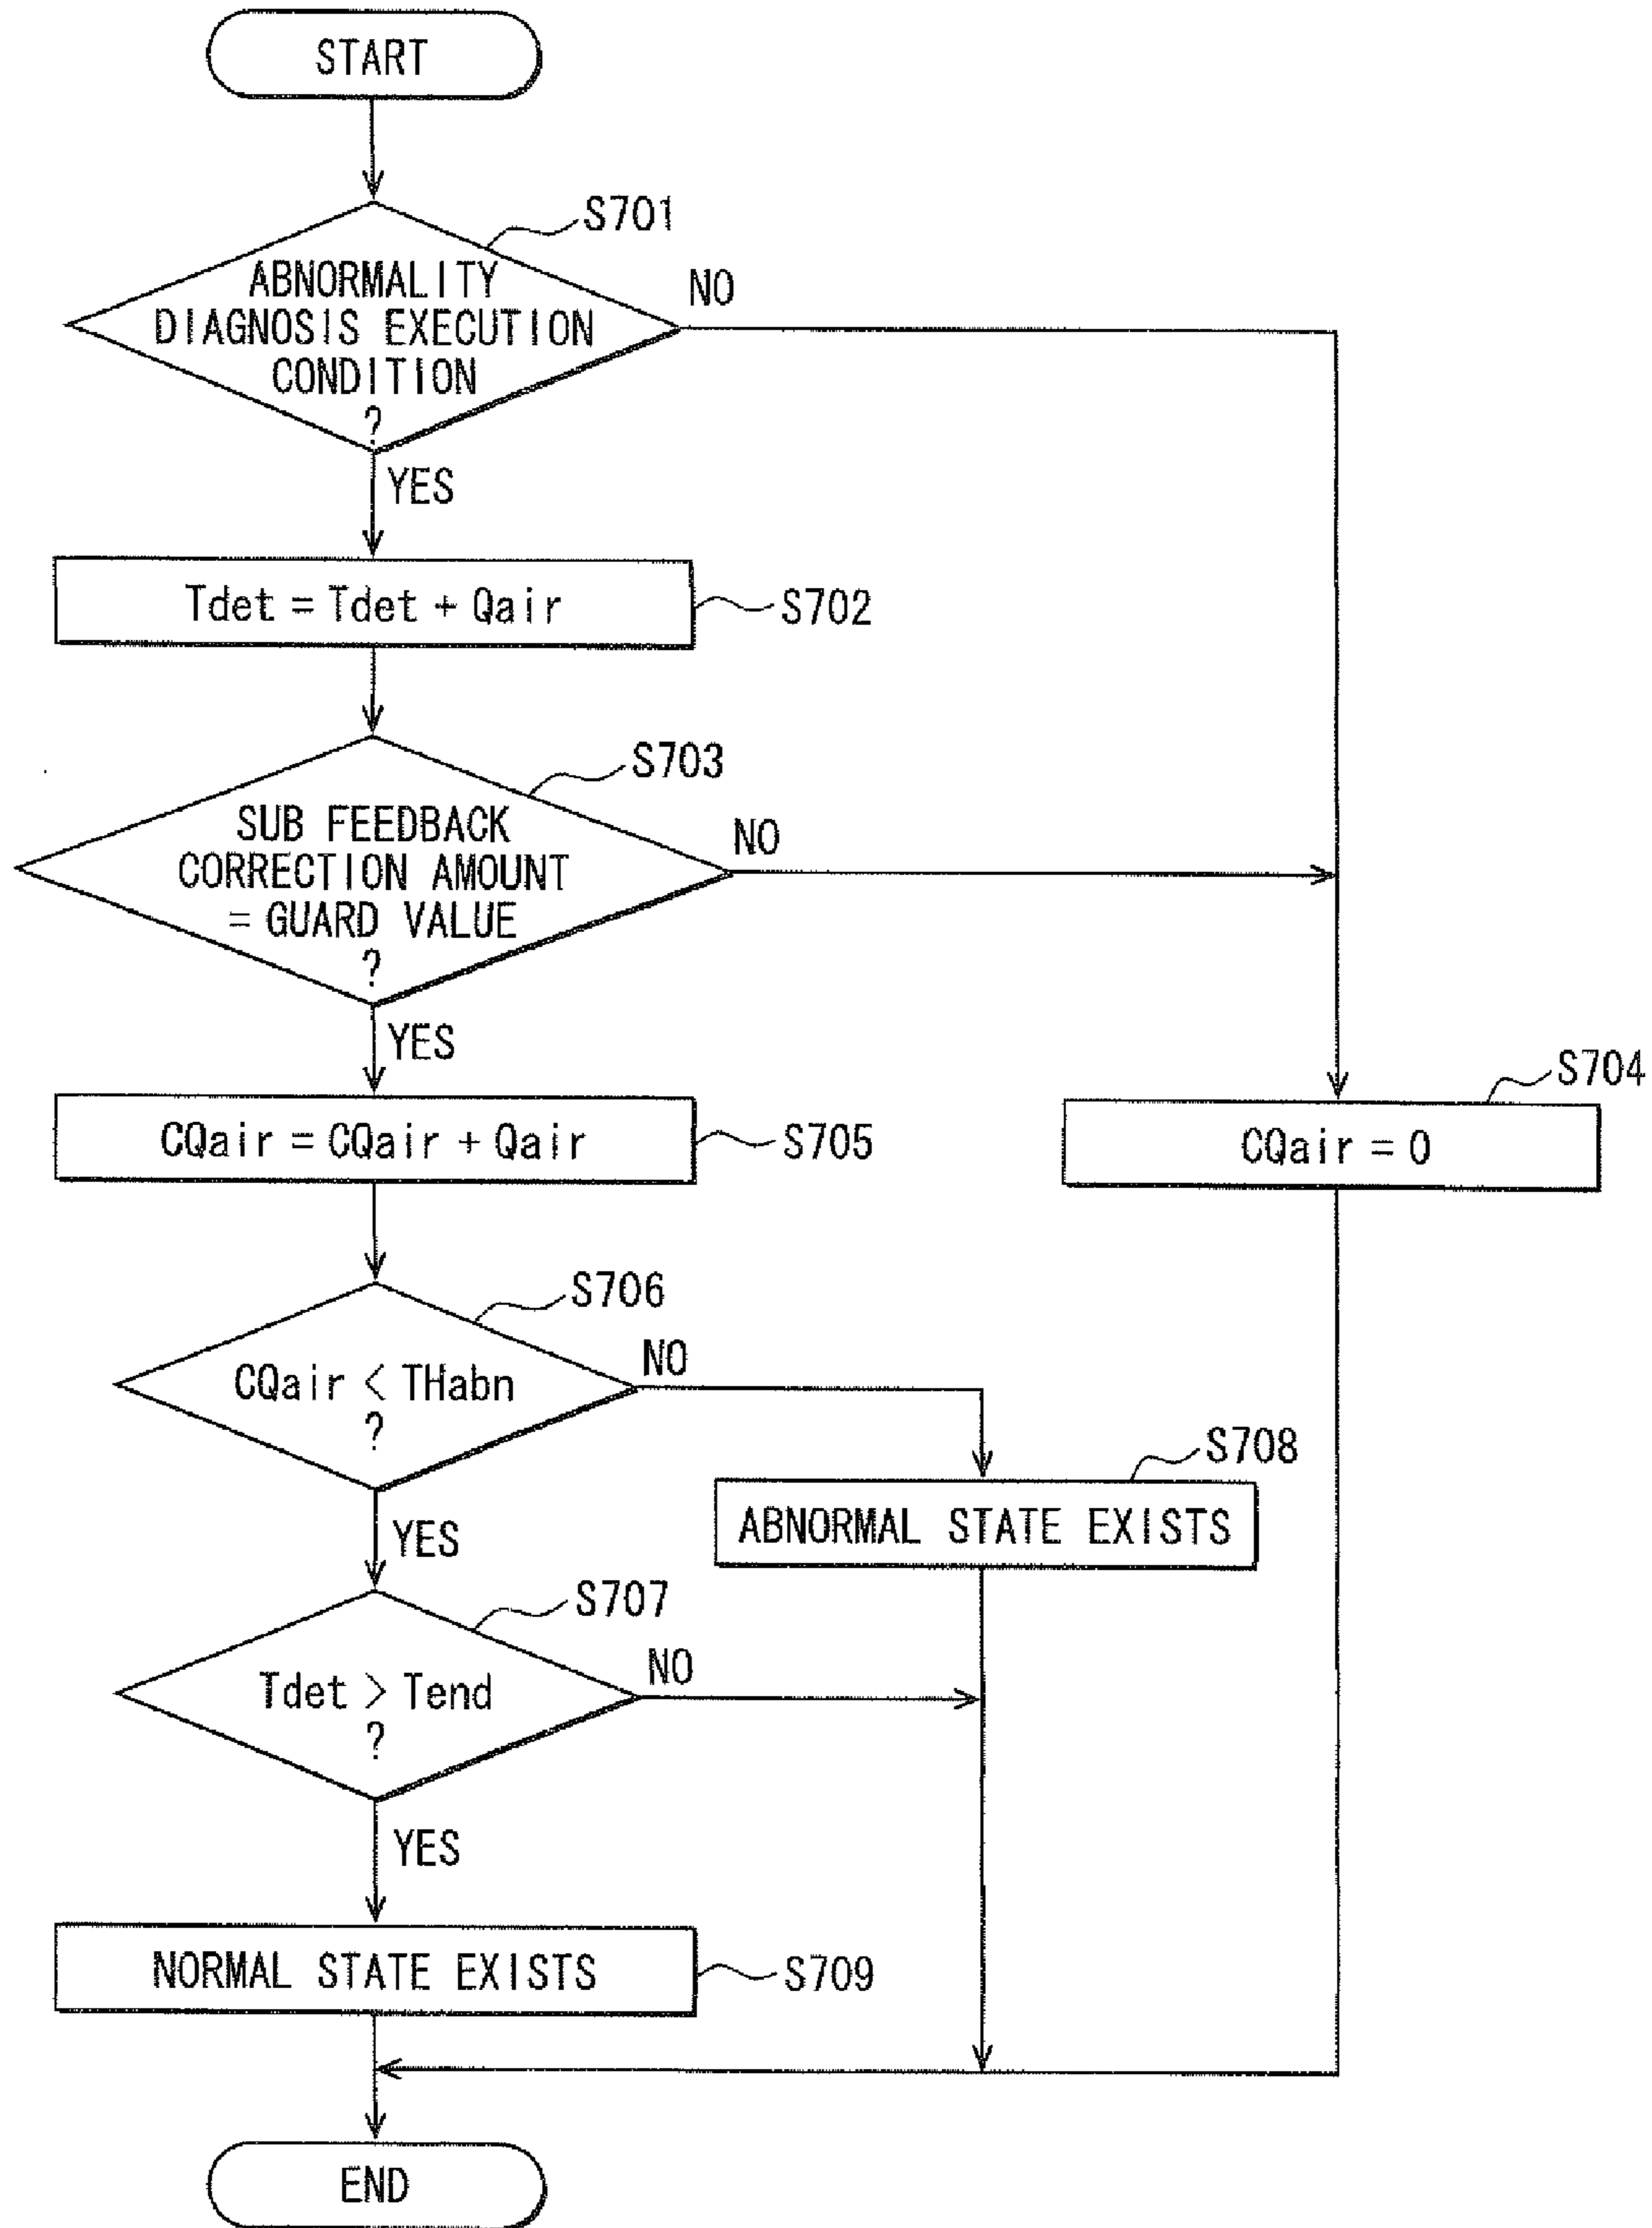 START
S701
ABNORMALITY
DIAGNOSIS EXECUTION
CONDITION
?
NO
YES
Tdet = Tdet + Qair
S702
S703
SUB FEEDBACK
CORRECTION AMOUNT
= GUARD VALUE
?
NO
YES
S704
CQair = CQair + Qair
S705
CQair = 0
S706
CQair < THabn
?
NO
YES
S708
ABNORMAL STATE EXISTS
S707
Tdet > Tend
?
NO
YES
NORMAL STATE EXISTS
S709
END